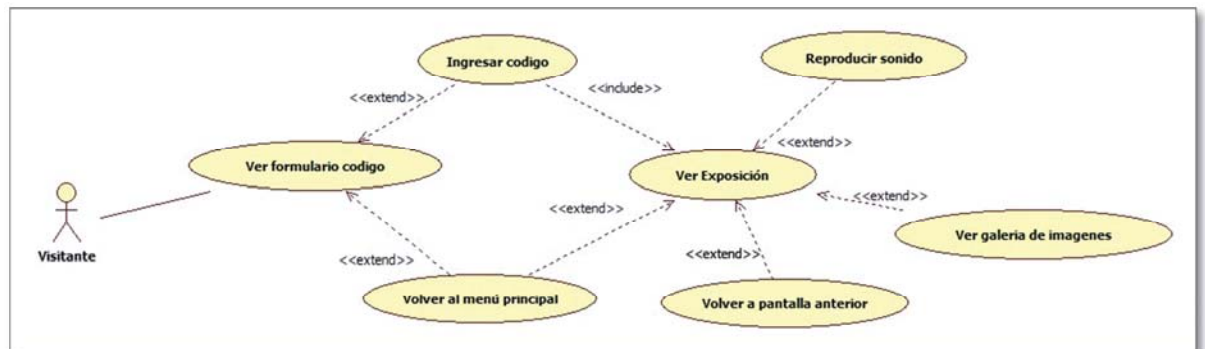 Ingresar codigo
Reproducir sonido
<<extend>>
<<include>>
<<extend>>
Ver formulario codigo
Ver Exposición
<<extend>>
<<extend>>
Ver galeria de imagenes
Visitante
<<extend>>
<<extend>>
Volver al menú principal
Volver a pantalla anterior